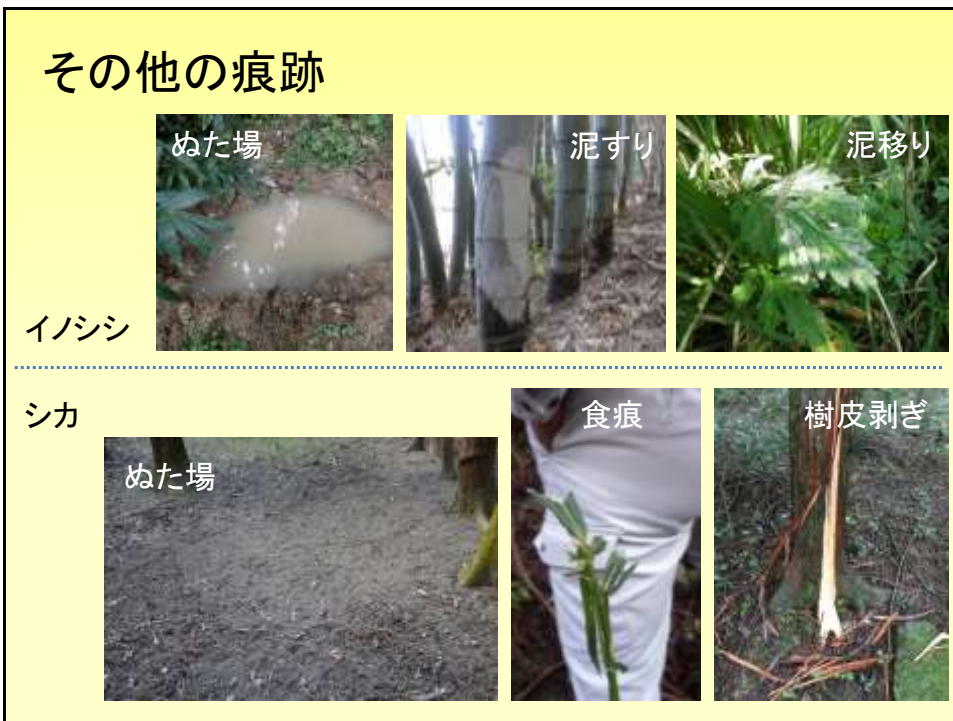 その他の痕跡
ぬた場
泥すり
泥移り
イノシシ
シカ
ぬた場
食痕
樹皮剥ぎ